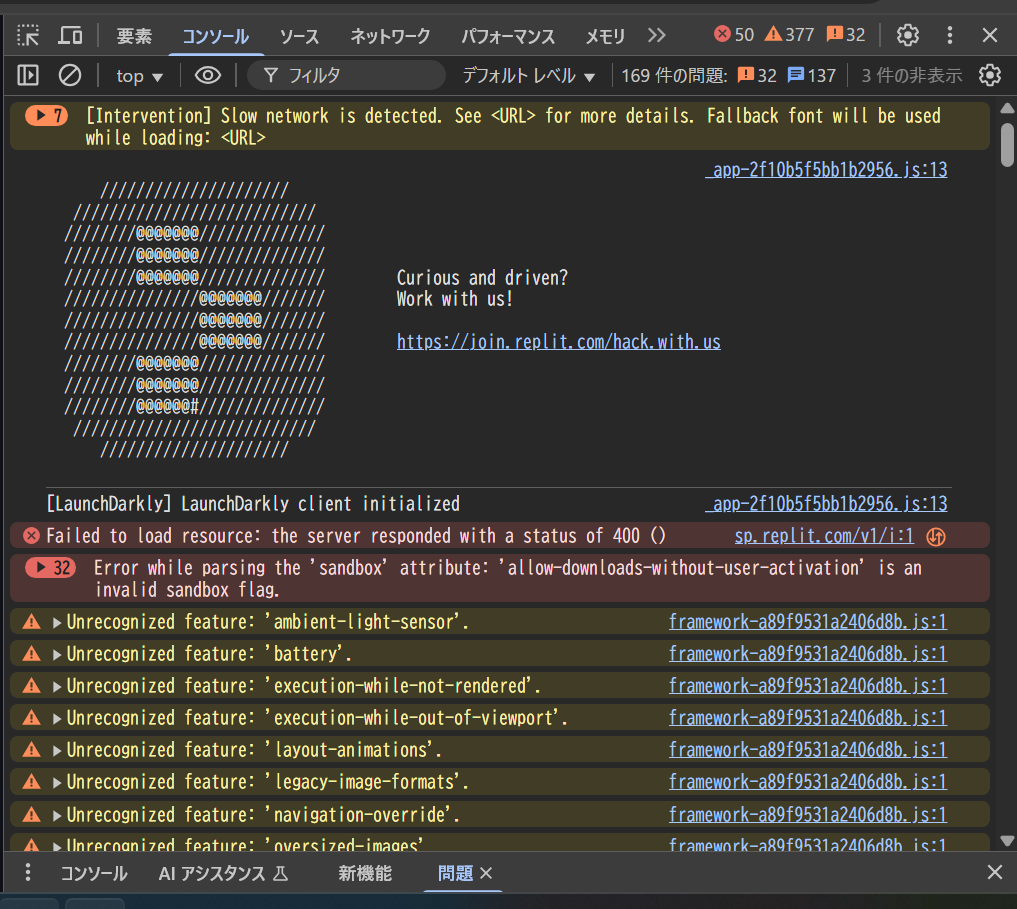 要素 コンソール ソース ネットワーク パフォーマンス メモリ 50 377 32
top フィルタ デフォルト レベル 169 件の問題: 32 137 3 件の非表示
7 [Intervention] Slow network is detected. See <URL> for more details. Fallback font will be used
while loading: <URL>
_app-2f10b5f5bb1b2956.js:13
/////////////////////
///////////////////////////
////////@@@@@@@//////////////
////////@@@@@@@//////////////
////////@@@@@@@////////////// Curious and driven?
///////////////@@@@@@@/////// Work with us!
///////////////@@@@@@@///////
///////////////@@@@@@@/////// https://join.replit.com/hack.with.us
////////@@@@@@@//////////////
////////@@@@@@@//////////////
////////@@@@@@#//////////////
///////////////////////////
/////////////////////
[LaunchDarkly] LaunchDarkly client initialized _app-2f10b5f5bb1b2956.js:13
Failed to load resource: the server responded with a status of 400 () sp.replit.com/v1/i:1
32 Error while parsing the 'sandbox' attribute: 'allow-downloads-without-user-activation' is an
invalid sandbox flag.
Unrecognized feature: 'ambient-light-sensor'. framework-a89f9531a2406d8b.js:1
Unrecognized feature: 'battery'. framework-a89f9531a2406d8b.js:1
Unrecognized feature: 'execution-while-not-rendered'. framework-a89f9531a2406d8b.js:1
Unrecognized feature: 'execution-while-out-of-viewport'. framework-a89f9531a2406d8b.js:1
Unrecognized feature: 'layout-animations'. framework-a89f9531a2406d8b.js:1
Unrecognized feature: 'legacy-image-formats'. framework-a89f9531a2406d8b.js:1
Unrecognized feature: 'navigation-override'. framework-a89f9531a2406d8b.js:1
Unrecognized feature: 'oversized-images' framework-a89f9531a2406d8b.js:1
コンソール AI アシスタンス 新機能 問題